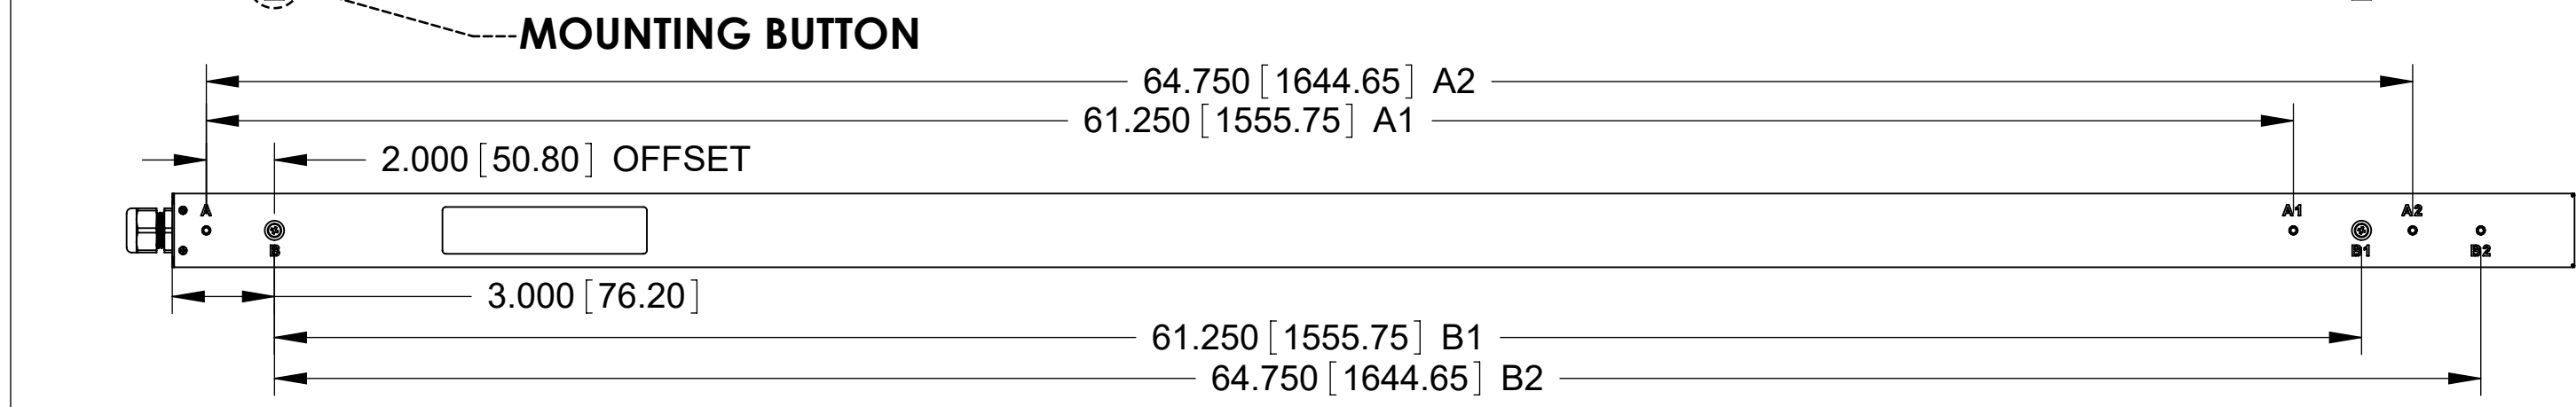 MOUNTING BUTTON
64.750 [1644.65] A2
61.250 [1555.75] A1
2.000 [50.80] OFFSET
A A1 A2
B B1 B2
3.000 [76.20]
61.250 [1555.75] B1
64.750 [1644.65] B2